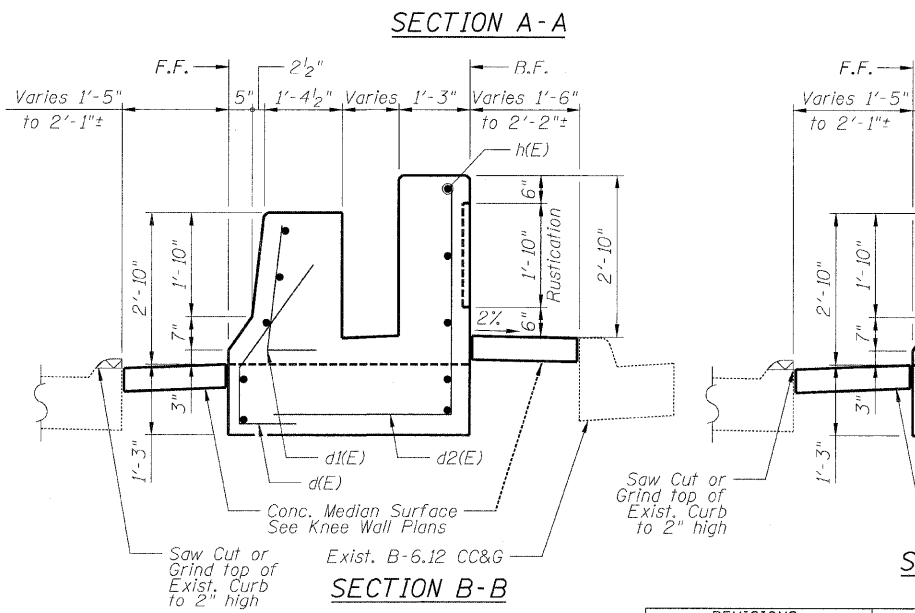 SECTION A-A
F.F.
2½"
B.F.
F.F.
Varies 1'-5"
to 2'-1"±
5"
1'-4½"
Varies
1'-3"
Varies 1'-6"
to 2'-2"±
Varies 1'-5"
to 2'-1"±
h(E)
6"
1'-10"
Rustication
6"
2'-10"
2%
2'-10"
1'-10"
7"
3"
1'-3"
2'-10"
1'-10"
7"
3"
1'-3"
d1(E)
d2(E)
d(E)
Conc. Median Surface
See Knee Wall Plans
Saw Cut or
Grind top of
Exist. Curb
to 2" high
Exist. B-6.12 CC&G
Saw Cut or
Grind top of
Exist. Curb
to 2" high
SECTION B-B
S
REVISIONS